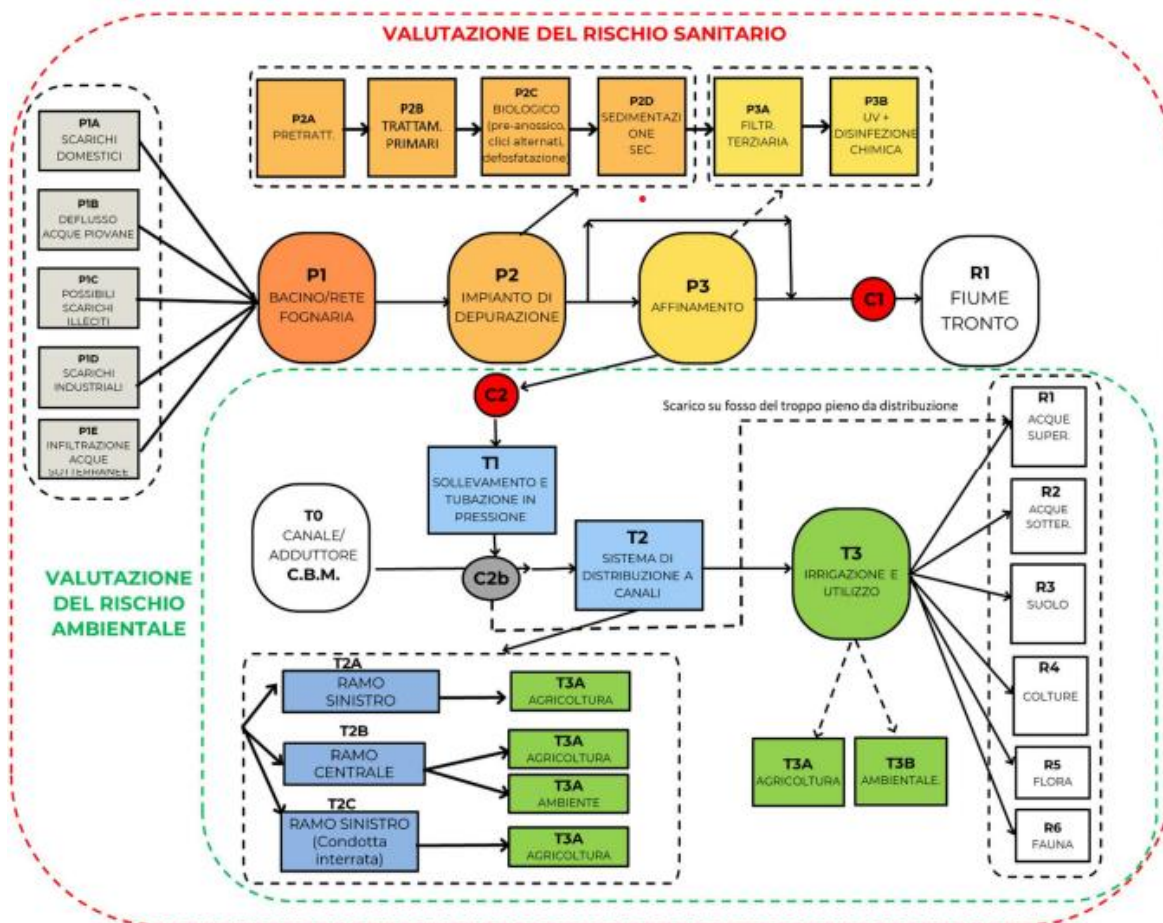 VALUTAZIONE DEL RISCHIO SANITARIO
P1A
SCARICHI
DOMESTICI
P1B
DEFLUSSO
ACQUE PIOVANE
P1C
POSSIBILI
SCARICHI
ILLECITI
P1D
SCARICHI
INDUSTRIALI
P1E
INFILTRAZIONE
ACQUE
SOTTERRANEE
P2A
PRETRATT.
P2B
TRATTAM.
PRIMARI
P2C
BIOLOGICO
(pre-anossico,
clici alternati,
defosfatazione)
P2D
SEDIMENTAZI
ONE
SEC.
P3A
FILTR.
TERZIARIA
P3B
UV +
DISINFEZIONE
CHIMICA
P1
BACINO/RETE
FOGNARIA
P2
IMPIANTO DI
DEPURAZIONE
P3
AFFINAMENTO
C1
R1
FIUME
TRONTO
C2
Scarico su fosso del troppo pieno da distribuzione
T1
SOLLEVAMENTO E
TUBAZIONE IN
PRESSIONE
T0
CANALE/
ADDUTTORE
C.B.M.
C2b
T2
SISTEMA DI
DISTRIBUZIONE A
CANALI
T3
IRRIGAZIONE E
UTILIZZO
VALUTAZIONE
DEL RISCHIO
AMBIENTALE
T2A
RAMO
SINISTRO
T3A
AGRICOLTURA
T2B
RAMO
CENTRALE
T3A
AGRICOLTURA
T3A
AMBIENTE
T2C
RAMO SINISTRO
(Condotta
interrata)
T3A
AGRICOLTURA
T3A
AGRICOLTURA
T3B
AMBIENTALE.
R1
ACQUE
SUPER.
R2
ACQUE
SOTTER.
R3
SUOLO
R4
COLTURE
R5
FLORA
R6
FAUNA